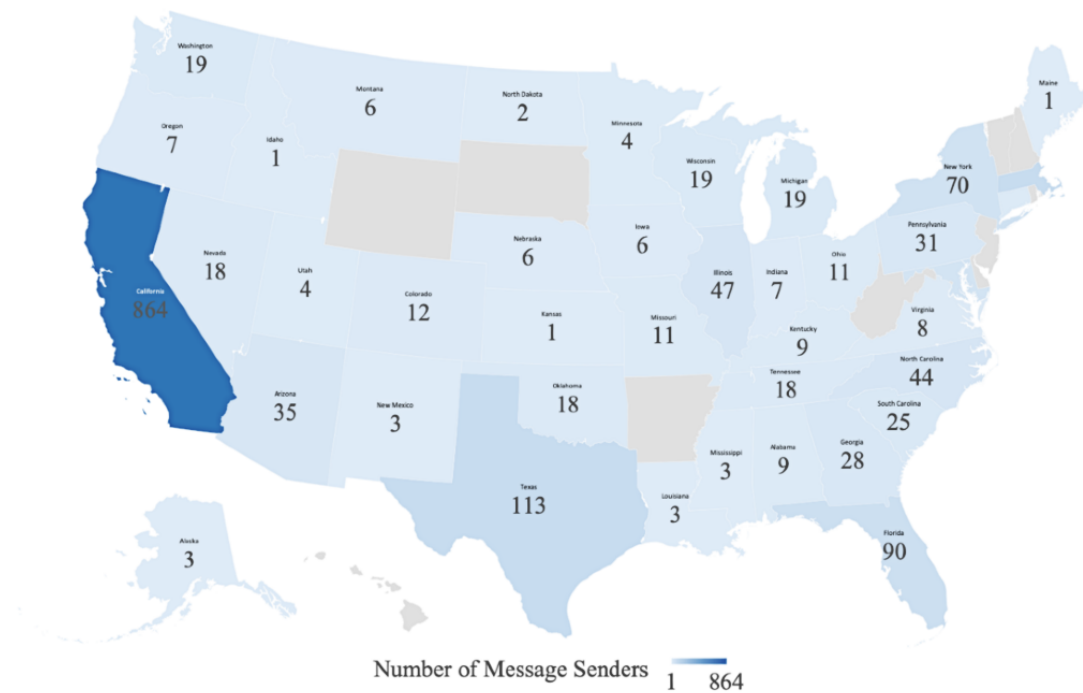 Washington
19
Montana
6
North Dakota
2
Minnesota
4
Maine
1
Oregon
7
Idaho
1
Wisconsin
19
Michigan
19
New York
70
Nebraska
6
Iowa
6
Pennsylvania
31
Nevada
18
Utah
4
Colorado
12
Illinois
47
Indiana
7
Ohio
11
California
864
Kansas
1
Missouri
11
Kentucky
9
Virginia
8
Arizona
35
New Mexico
3
Oklahoma
18
Tennessee
18
North Carolina
44
South Carolina
25
Mississippi
3
Alabama
9
Georgia
28
Texas
113
Louisiana
3
Alaska
3
Florida
90
Number of Message Senders
1 864